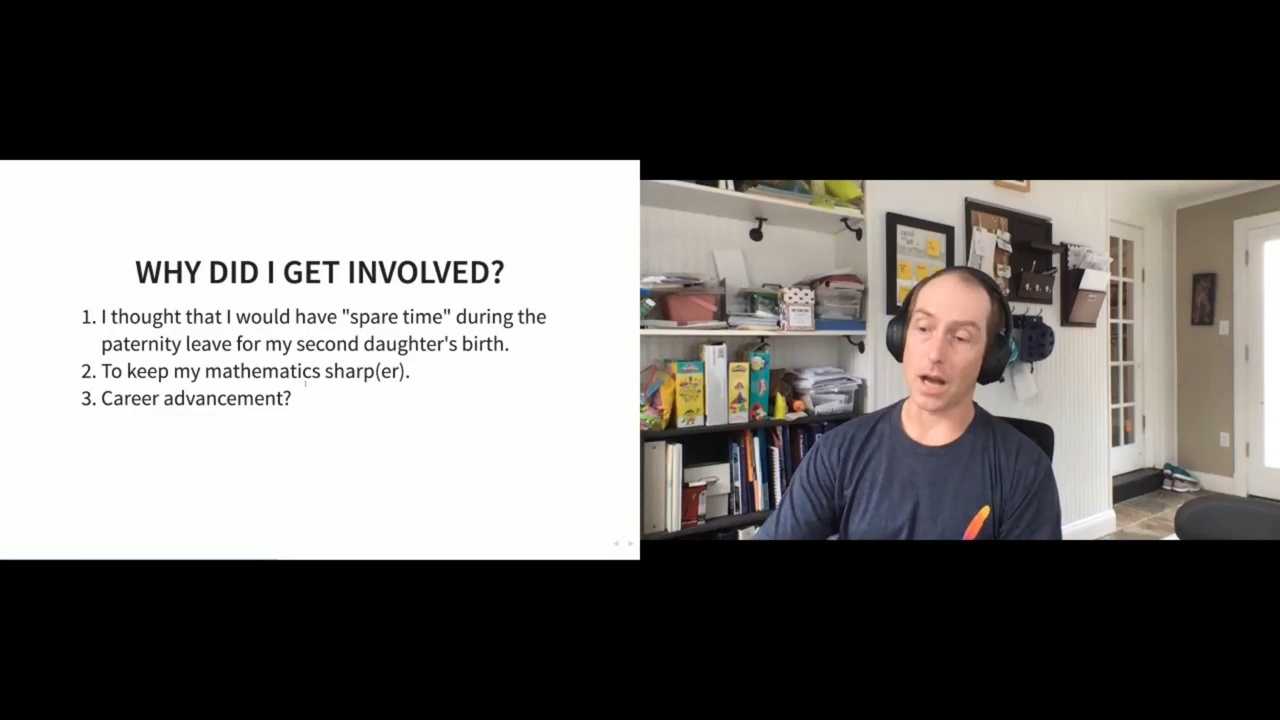 WHY DID I GET INVOLVED?
1. I thought that I would have "spare time" during the
paternity leave for my second daughter's birth.
2. To keep my mathematics sharp(er).
3. Career advancement?